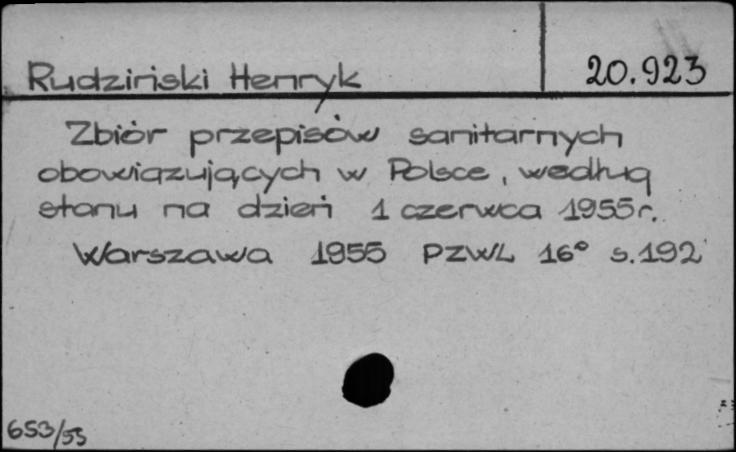 Rudziński Henryk 20.923
Zbiór przepisów sanitarnych
obowiązujących w Polsce, według
stanu na dzień 1 czerwca 1955r.
Warszawa 1955 PZWL 16° s.192
653/55